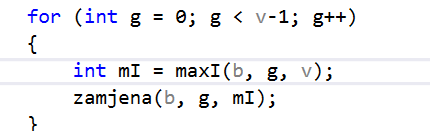 for (int g = 0; g < v-1; g++)
{
    int mI = maxI(b, g, v);
    zamjena(b, g, mI);
}